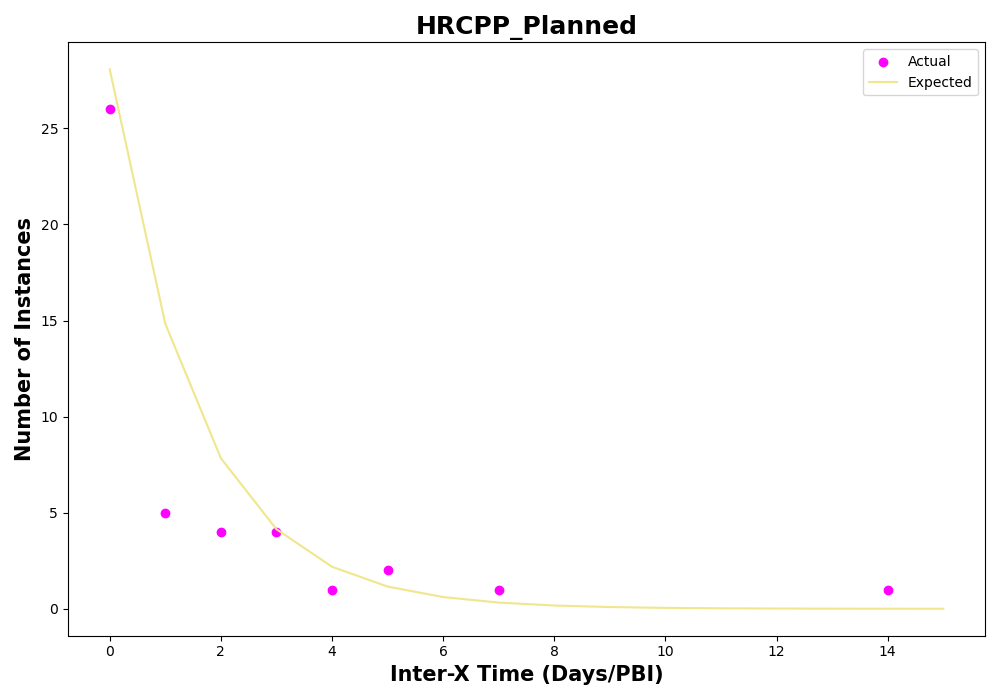 HRCPP_Planned
Actual
Expected
Number of Instances
25
20
15
10
5
0
0 2 4 6 8 10 12 14
Inter-X Time (Days/PBI)